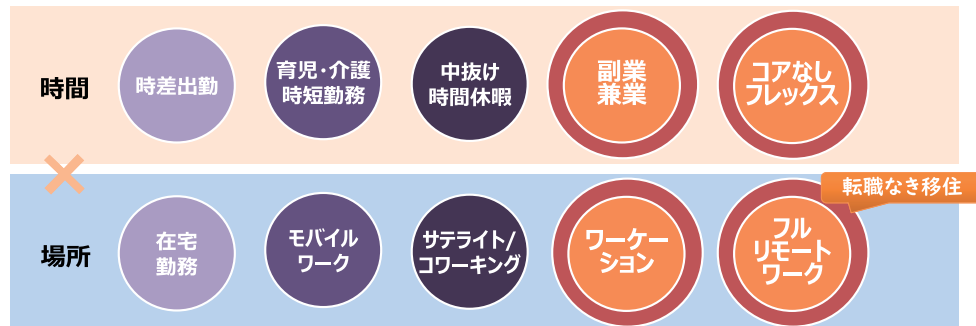 時間
時差出勤
育児・介護
時短勤務
中抜け
時間休暇
副業
兼業
コアなし
フレックス
×
場所
在宅
勤務
モバイル
ワーク
サテライト/
コワーキング
ワーケー
ション
転職なき移住
フル
リモート
ワーク